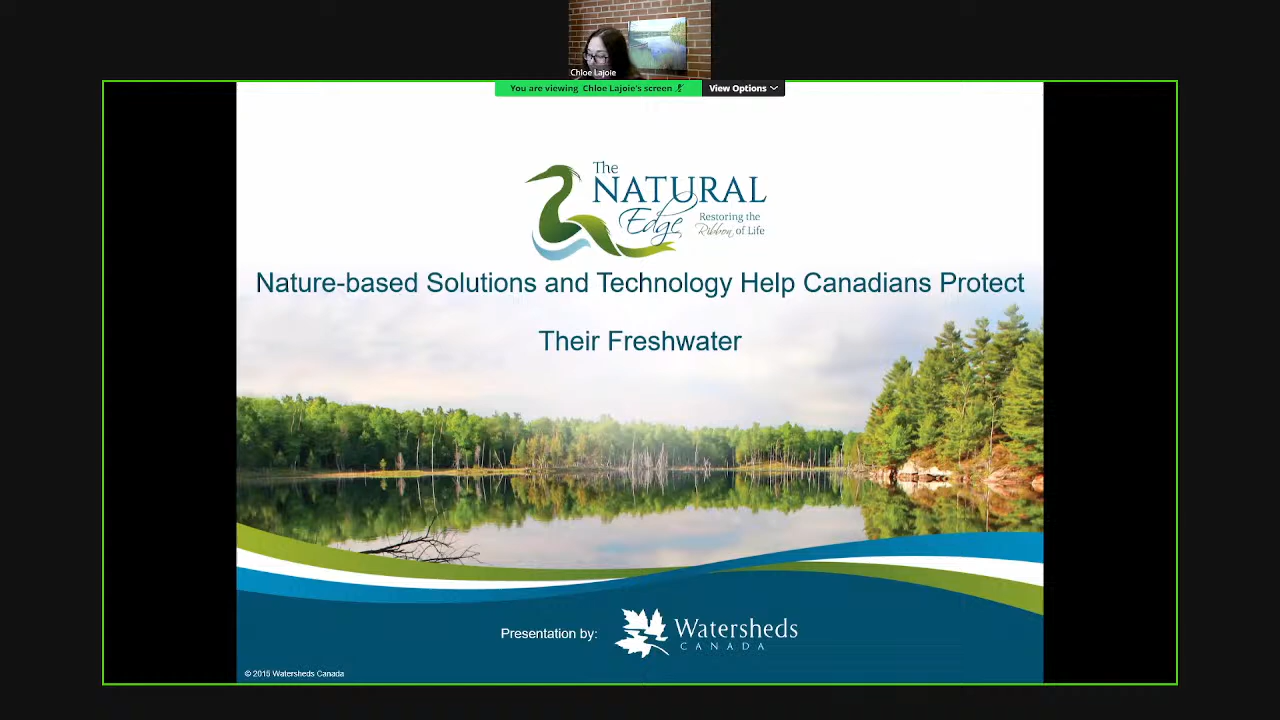 Chloe Lajoie
You are viewing Chloe Lajoie's screen
View Options
The
NATURAL
Edge
Restoring the
Ribbon of Life
Nature-based Solutions and Technology Help Canadians Protect
Their Freshwater
Presentation by:
Watersheds
CANADA
© 2015 Watersheds Canada